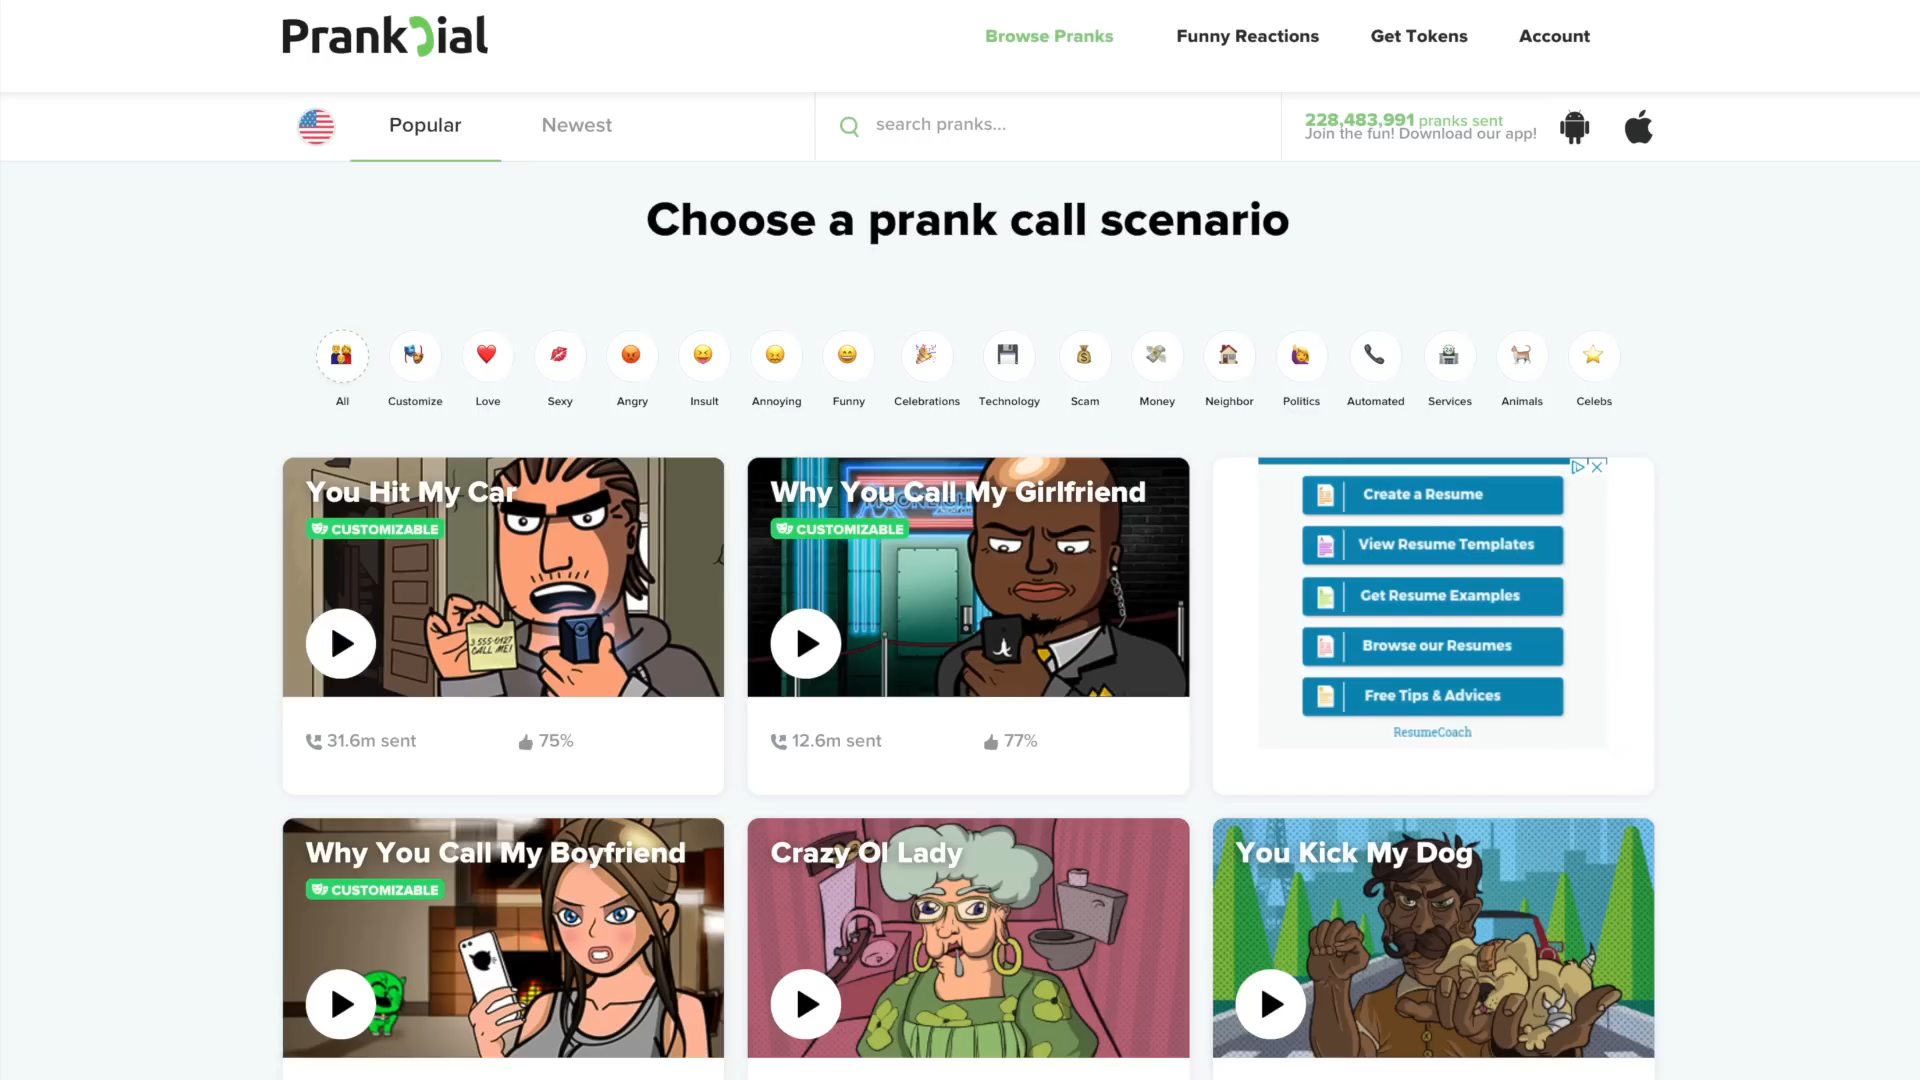 PrankDial
Browse Pranks
Funny Reactions
Get Tokens
Account
Popular
Newest
search pranks...
228,483,991 pranks sent
Join the fun! Download our app!
Choose a prank call scenario
All
Customize
Love
Sexy
Angry
Insult
Annoying
Funny
Celebrations
Technology
Scam
Money
Neighbor
Politics
Automated
Services
Animals
Celebs
You Hit My Car
CUSTOMIZABLE
CALL ME!
31.6m sent
75%
Why You Call My Girlfriend
CUSTOMIZABLE
12.6m sent
77%
Create a Resume
View Resume Templates
Get Resume Examples
Browse our Resumes
Free Tips & Advices
ResumeCoach
Why You Call My Boyfriend
CUSTOMIZABLE
Crazy Ol Lady
You Kick My Dog